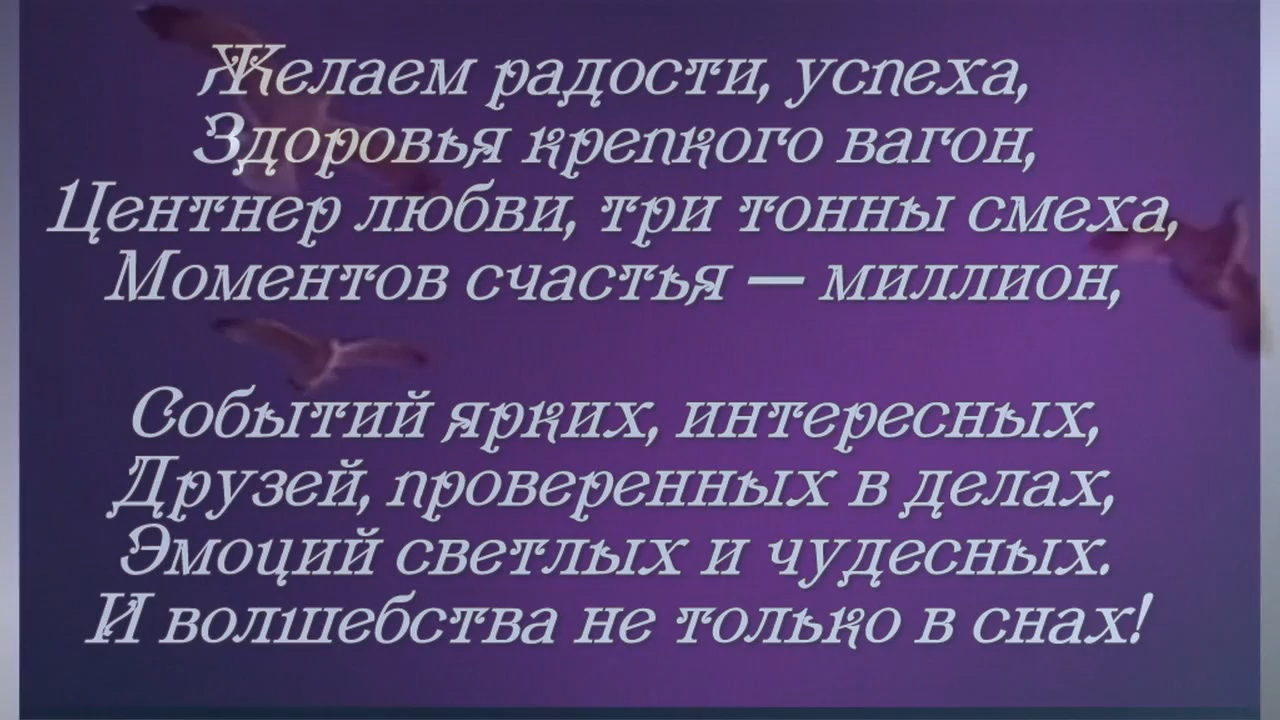 Желаем радости, успеха,
Здоровья крепкого вагон,
Центнер любви, три тонны смеха,
Моментов счастья — миллион,
Событий ярких, интересных,
Друзей, проверенных в делах,
Эмоций светлых и чудесных.
И волшебства не только в снах!